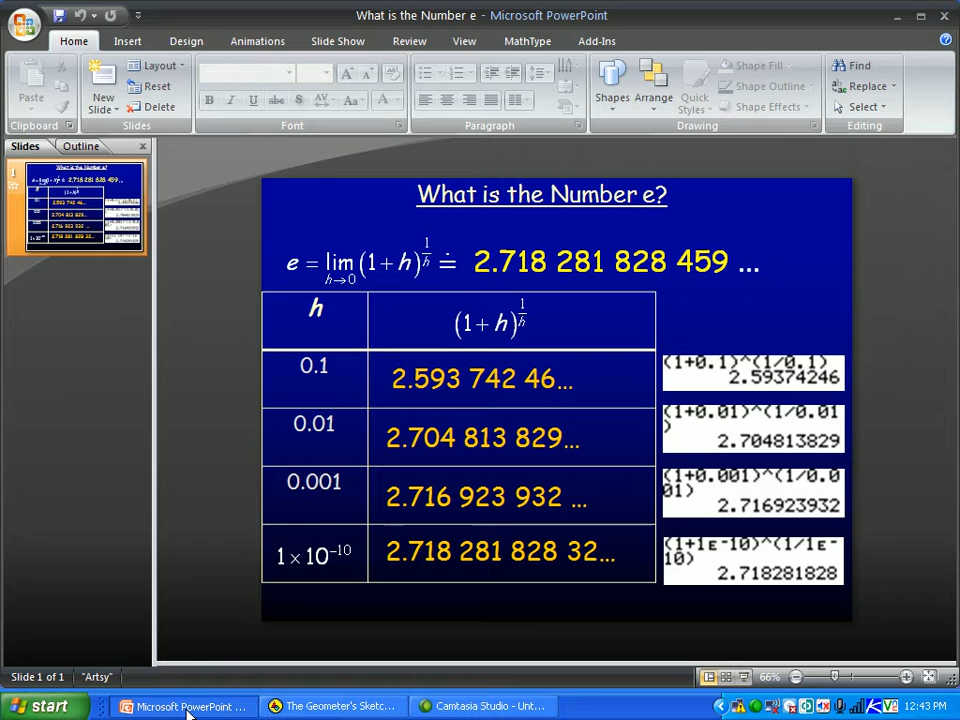 What is the Number e - Microsoft PowerPoint
Home Insert Design Animations Slide Show Review View MathType Add-Ins
Paste
Clipboard
New Slide
Layout
Reset
Delete
Slides
B I U abc S AV Aa A
Font
Paragraph
Shapes Arrange Quick Styles
Shape Fill
Shape Outline
Shape Effects
Drawing
Find
Replace
Select
Editing
Slides Outline
1
What is the Number e?
e = lim h→0 (1 + h)^(1/h) ≐ 2.718 281 828 459 ...
h (1 + h)^(1/h)
0.1 2.593 742 46...
(1+0.1)^(1/0.1)
2.59374246
0.01 2.704 813 829...
(1+0.01)^(1/0.01
)
2.704813829
0.001 2.716 923 932 ...
(1+0.001)^(1/0.0
01)
2.716923932
1 × 10^-10 2.718 281 828 32...
(1+1E-10)^(1/1E-
10)
2.718281828
Slide 1 of 1 "Artsy" 66%
start Microsoft PowerPoint ... The Geometer's Sketc... Camtasia Studio - Unt... 12:43 PM